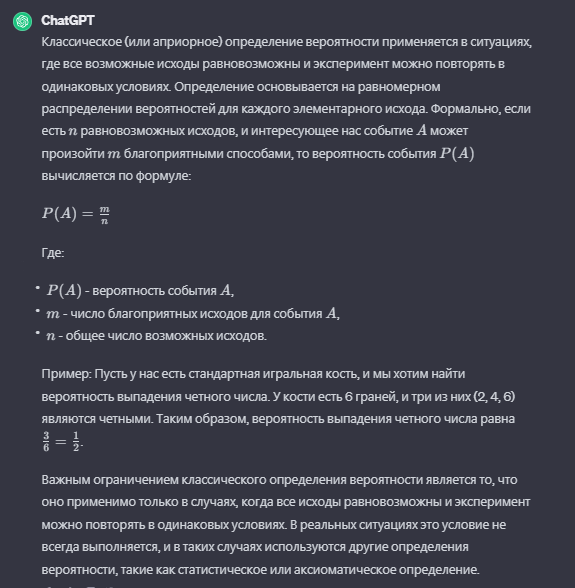 ChatGPT
Классическое (или априорное) определение вероятности применяется в ситуациях,
где все возможные исходы равновозможны и эксперимент можно повторять в
одинаковых условиях. Определение основывается на равномерном
распределении вероятностей для каждого элементарного исхода. Формально, если
есть n равновозможных исходов, и интересующее нас событие A может
произойти m благоприятными способами, то вероятность события P(A)
вычисляется по формуле:
P(A) = m/n
Где:
• P(A) - вероятность события A,
• m - число благоприятных исходов для события A,
• n - общее число возможных исходов.
Пример: Пусть у нас есть стандартная игральная кость, и мы хотим найти
вероятность выпадения четного числа. У кости есть 6 граней, и три из них (2, 4, 6)
являются четными. Таким образом, вероятность выпадения четного числа равна
3/6 = 1/2.
Важным ограничением классического определения вероятности является то, что
оно применимо только в случаях, когда все исходы равновозможны и эксперимент
можно повторять в одинаковых условиях. В реальных ситуациях это условие не
всегда выполняется, и в таких случаях используются другие определения
вероятности, такие как статистическое или аксиоматическое определение.